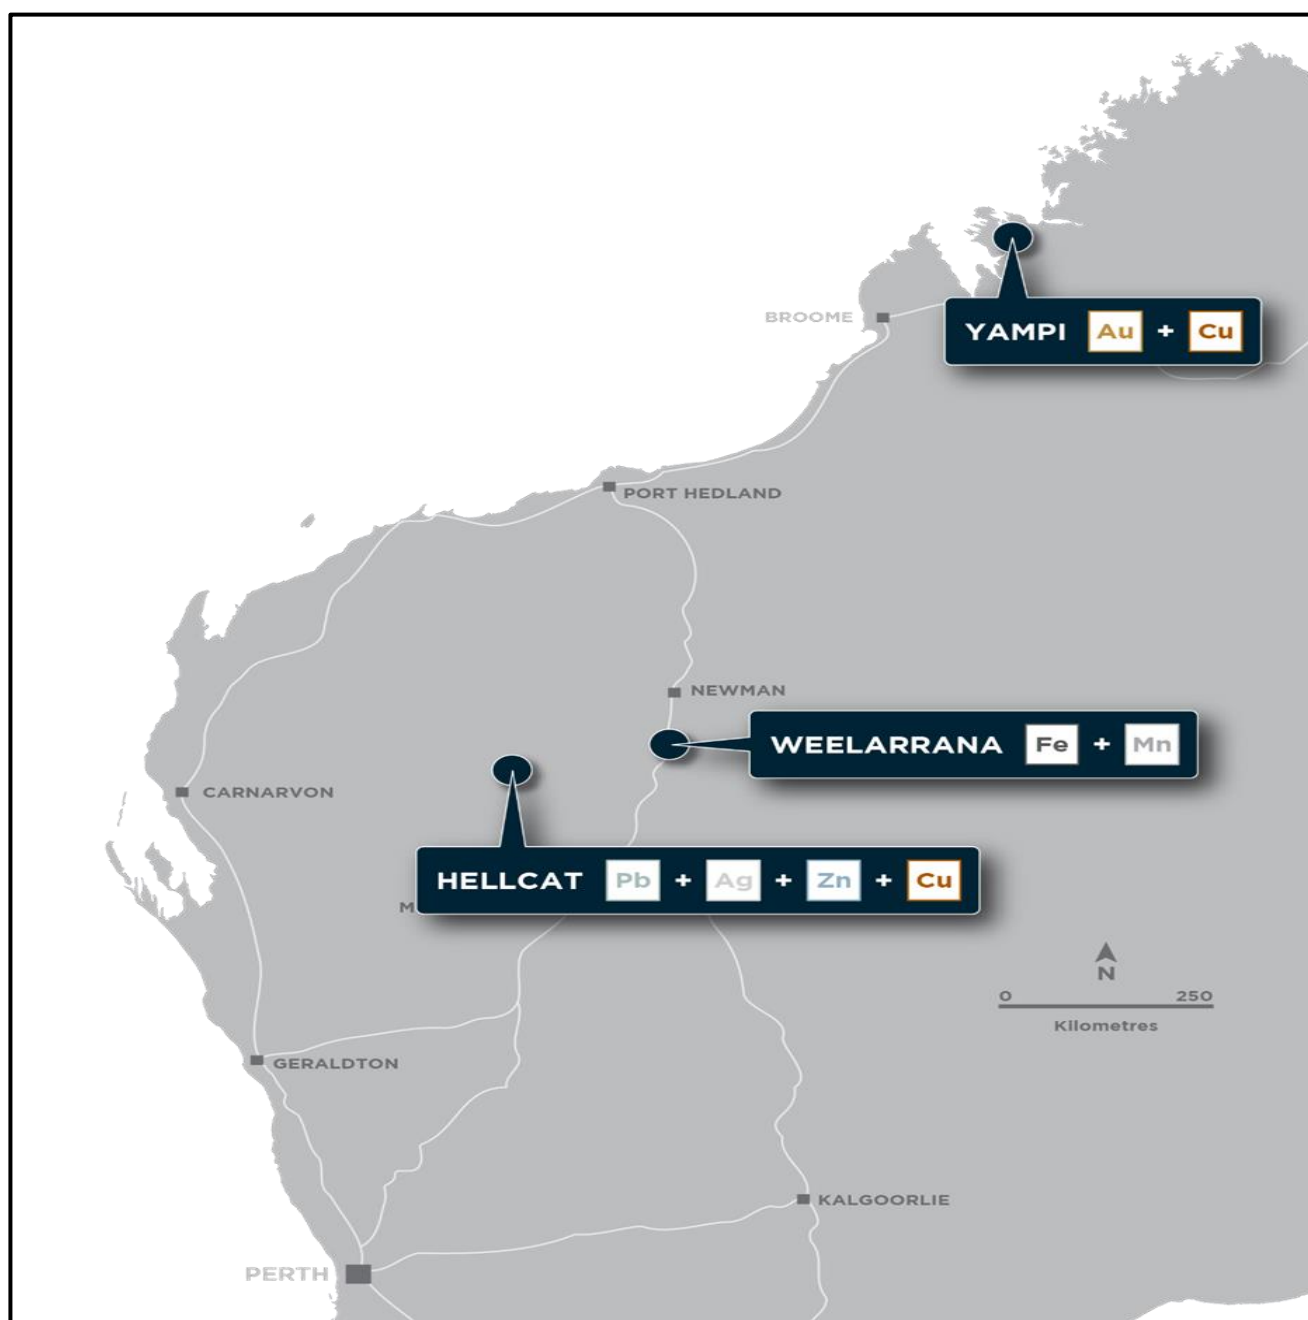 BROOME
YAMPI Au + Cu
PORT HEDLAND
NEWMAN
WEELARRANA Fe + Mn
CARNARVON
HELLCAT Pb + Ag + Zn + Cu
N
0 250
Kilometres
GERALDTON
KALGOORLIE
PERTH